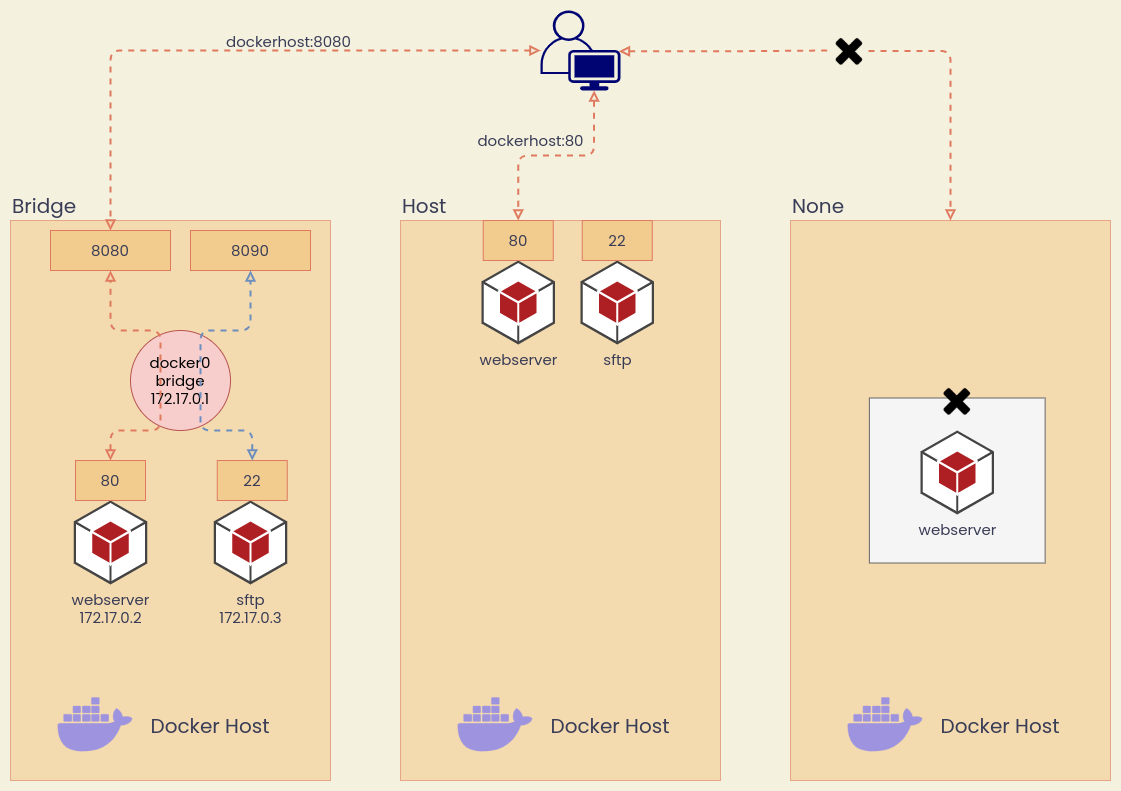 dockerhost:8080
dockerhost:80
Bridge
8080
8090
docker0
bridge
172.17.0.1
80
22
webserver
172.17.0.2
sftp
172.17.0.3
Docker Host
Host
80
22
webserver
sftp
Docker Host
None
webserver
Docker Host